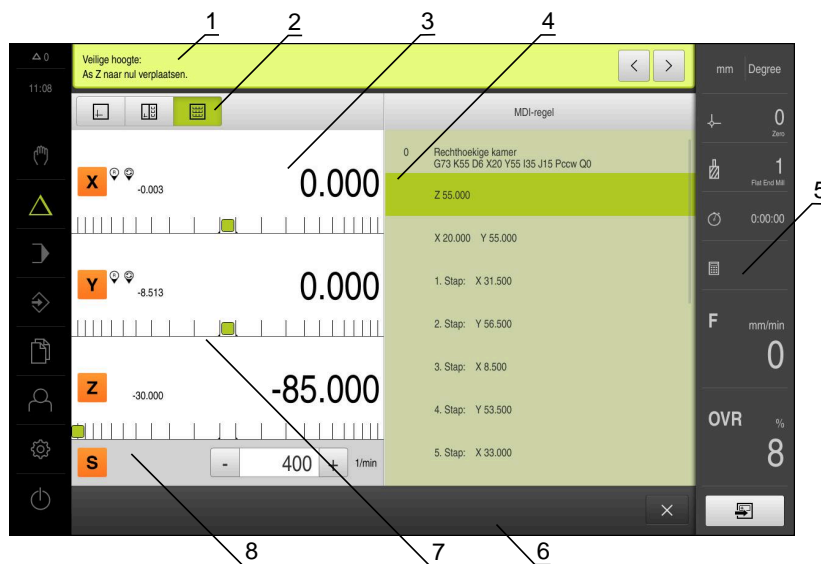 1
2
3
4
0
Veilige hoogte:
As Z naar nul verplaatsen.
11:08
mm Degree
MDI-regel
0
Zero
0 Rechthoekige kamer
G73 K55 D6 X20 Y55 I35 J15 Pccw Q0
X R -0.003 0.000
1
Flat End Mill
Z 55.000
5
0:00:00
X 20.000 Y 55.000
Y R -8.513 0.000
1. Stap: X 31.500
2. Stap: Y 56.500
F mm/min
0
3. Stap: X 8.500
Z -30.000 -85.000
4. Stap: Y 53.500
OVR %
8
5. Stap: X 33.000
S - 400 + 1/min
8
7
6